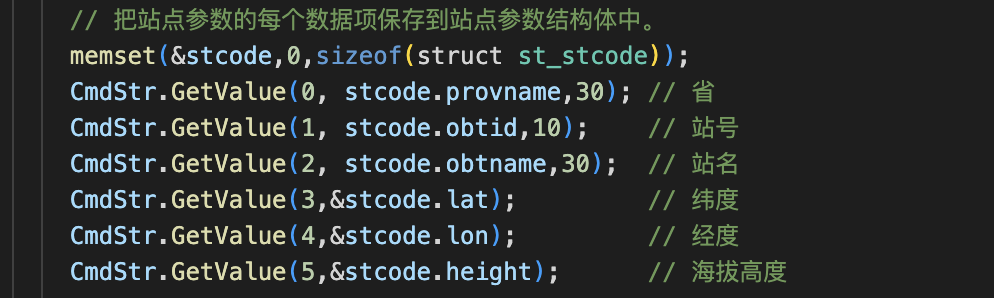 // 把站点参数的每个数据项保存到站点参数结构体中。
memset(&stcode,0,sizeof(struct st_stcode));
CmdStr.GetValue(0, stcode.provname,30); // 省
CmdStr.GetValue(1, stcode.obtid,10);    // 站号
CmdStr.GetValue(2, stcode.obtname,30);  // 站名
CmdStr.GetValue(3,&stcode.lat);         // 纬度
CmdStr.GetValue(4,&stcode.lon);         // 经度
CmdStr.GetValue(5,&stcode.height);      // 海拔高度